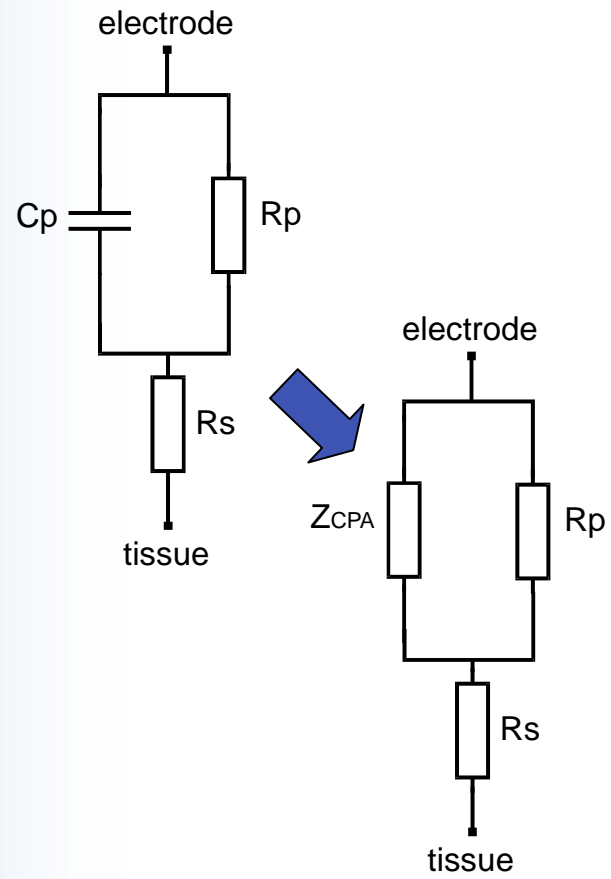 electrode
Cp
Rp
Rs
tissue
electrode
ZCPA
Rp
Rs
tissue